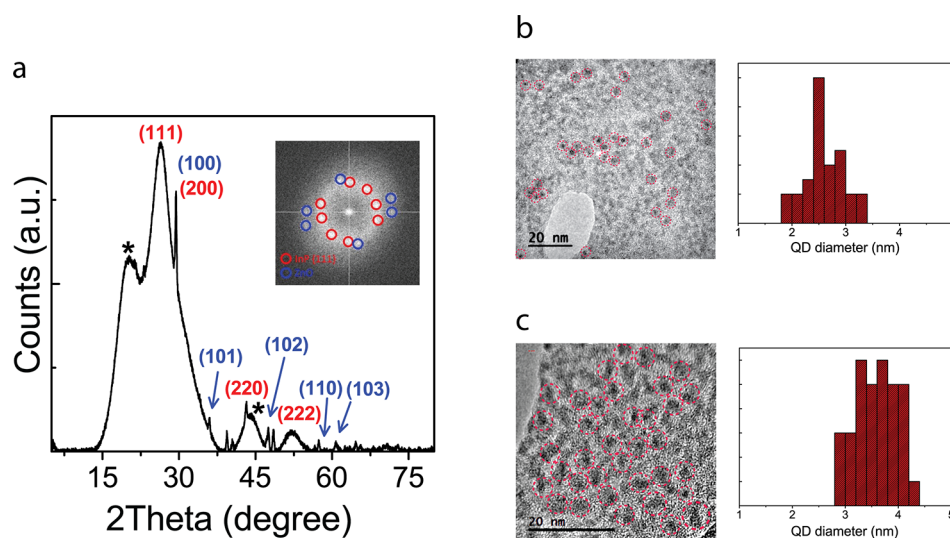 a
Counts (a.u.)
(111)
(100)
(200)
*
(101)
(220)
*
(102)
(222)
(110)
(103)
15
30
45
60
75
2Theta (degree)
b
20 nm
1
2
3
4
QD diameter (nm)
c
20 nm
1
2
3
4
5
QD diameter (nm)